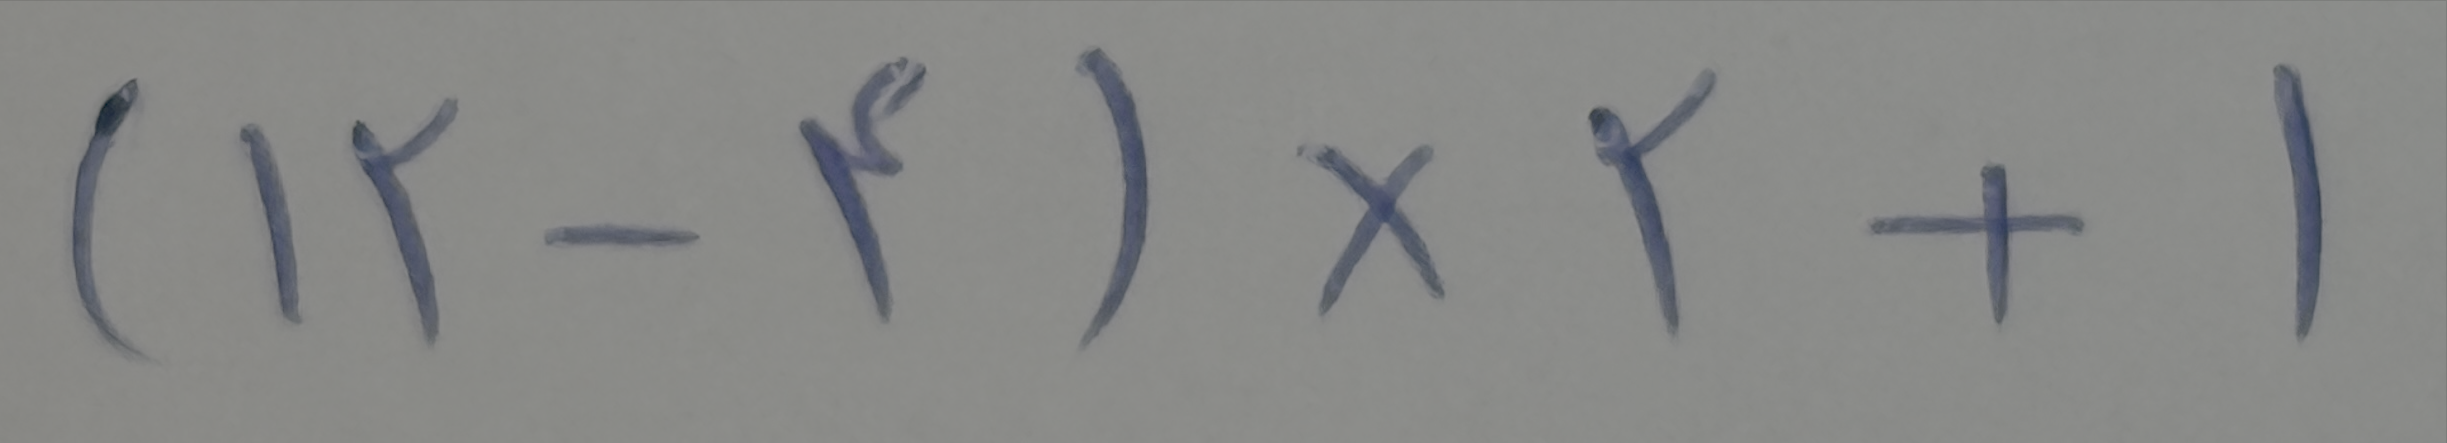 (۱۲ - ۴) × ۲ + ۱